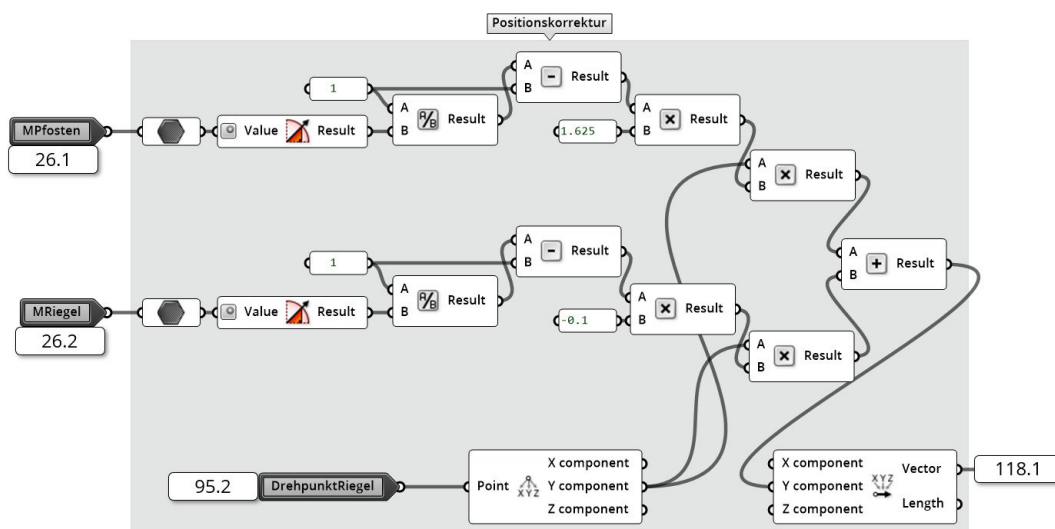 Positionskorrektur
A
B
Result
1
A
B
A/B
Result
MPfosten
26.1
Value
Result
1.625
A
B
Result
A
B
Result
A
B
Result
1
A
B
A/B
Result
MRiegel
26.2
Value
Result
-0.1
A
B
Result
A
B
Result
A
B
Result
95.2
DrehpunktRiegel
Point
XYZ
X component
Y component
Z component
X component
Y component
Z component
XYZ
Vector
Length
118.1